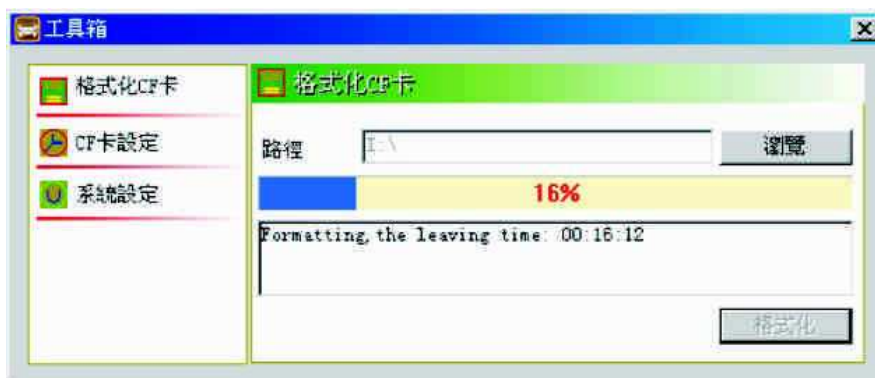 工具箱
格式化CF卡
CF卡設定
系統設定
格式化CF卡
路徑 I:\ 瀏覽
16%
Formatting,the leaving time: 00:16:12
格式化